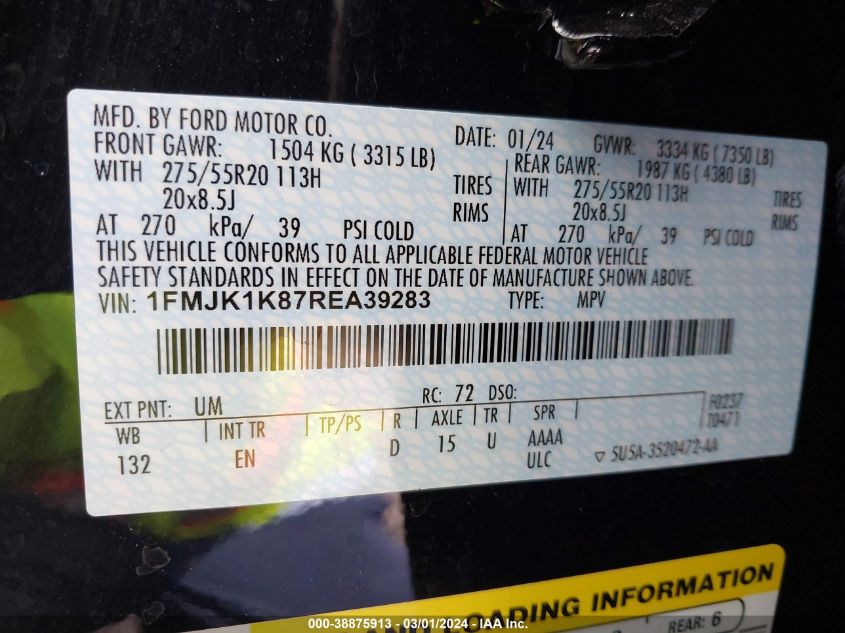 MFD. BY FORD MOTOR CO.
DATE: 01/24 GVWR: 3334 KG ( 7350 LB)
FRONT GAWR: 1504 KG ( 3315 LB) REAR GAWR: 1987 KG ( 4380 LB)
WITH 275/55R20 113H TIRES WITH 275/55R20 113H TIRES
20x8.5J RIMS 20x8.5J RIMS
AT 270 kPa/ 39 PSI COLD AT 270 kPa/ 39 PSI COLD
THIS VEHICLE CONFORMS TO ALL APPLICABLE FEDERAL MOTOR VEHICLE
SAFETY STANDARDS IN EFFECT ON THE DATE OF MANUFACTURE SHOWN ABOVE.
VIN: 1FMJK1K87REA39283 TYPE: MPV
EXT PNT: UM RC: 72 DSO: F0237
T0471
WB INT TR TP/PS R AXLE TR SPR
132 EN D 15 U AAAA
ULC ▽ 5U5A-3520472-AA
AND LOADING INFORMATION
REAR: 6
000-38875913 - 03/01/2024 - IAA Inc.